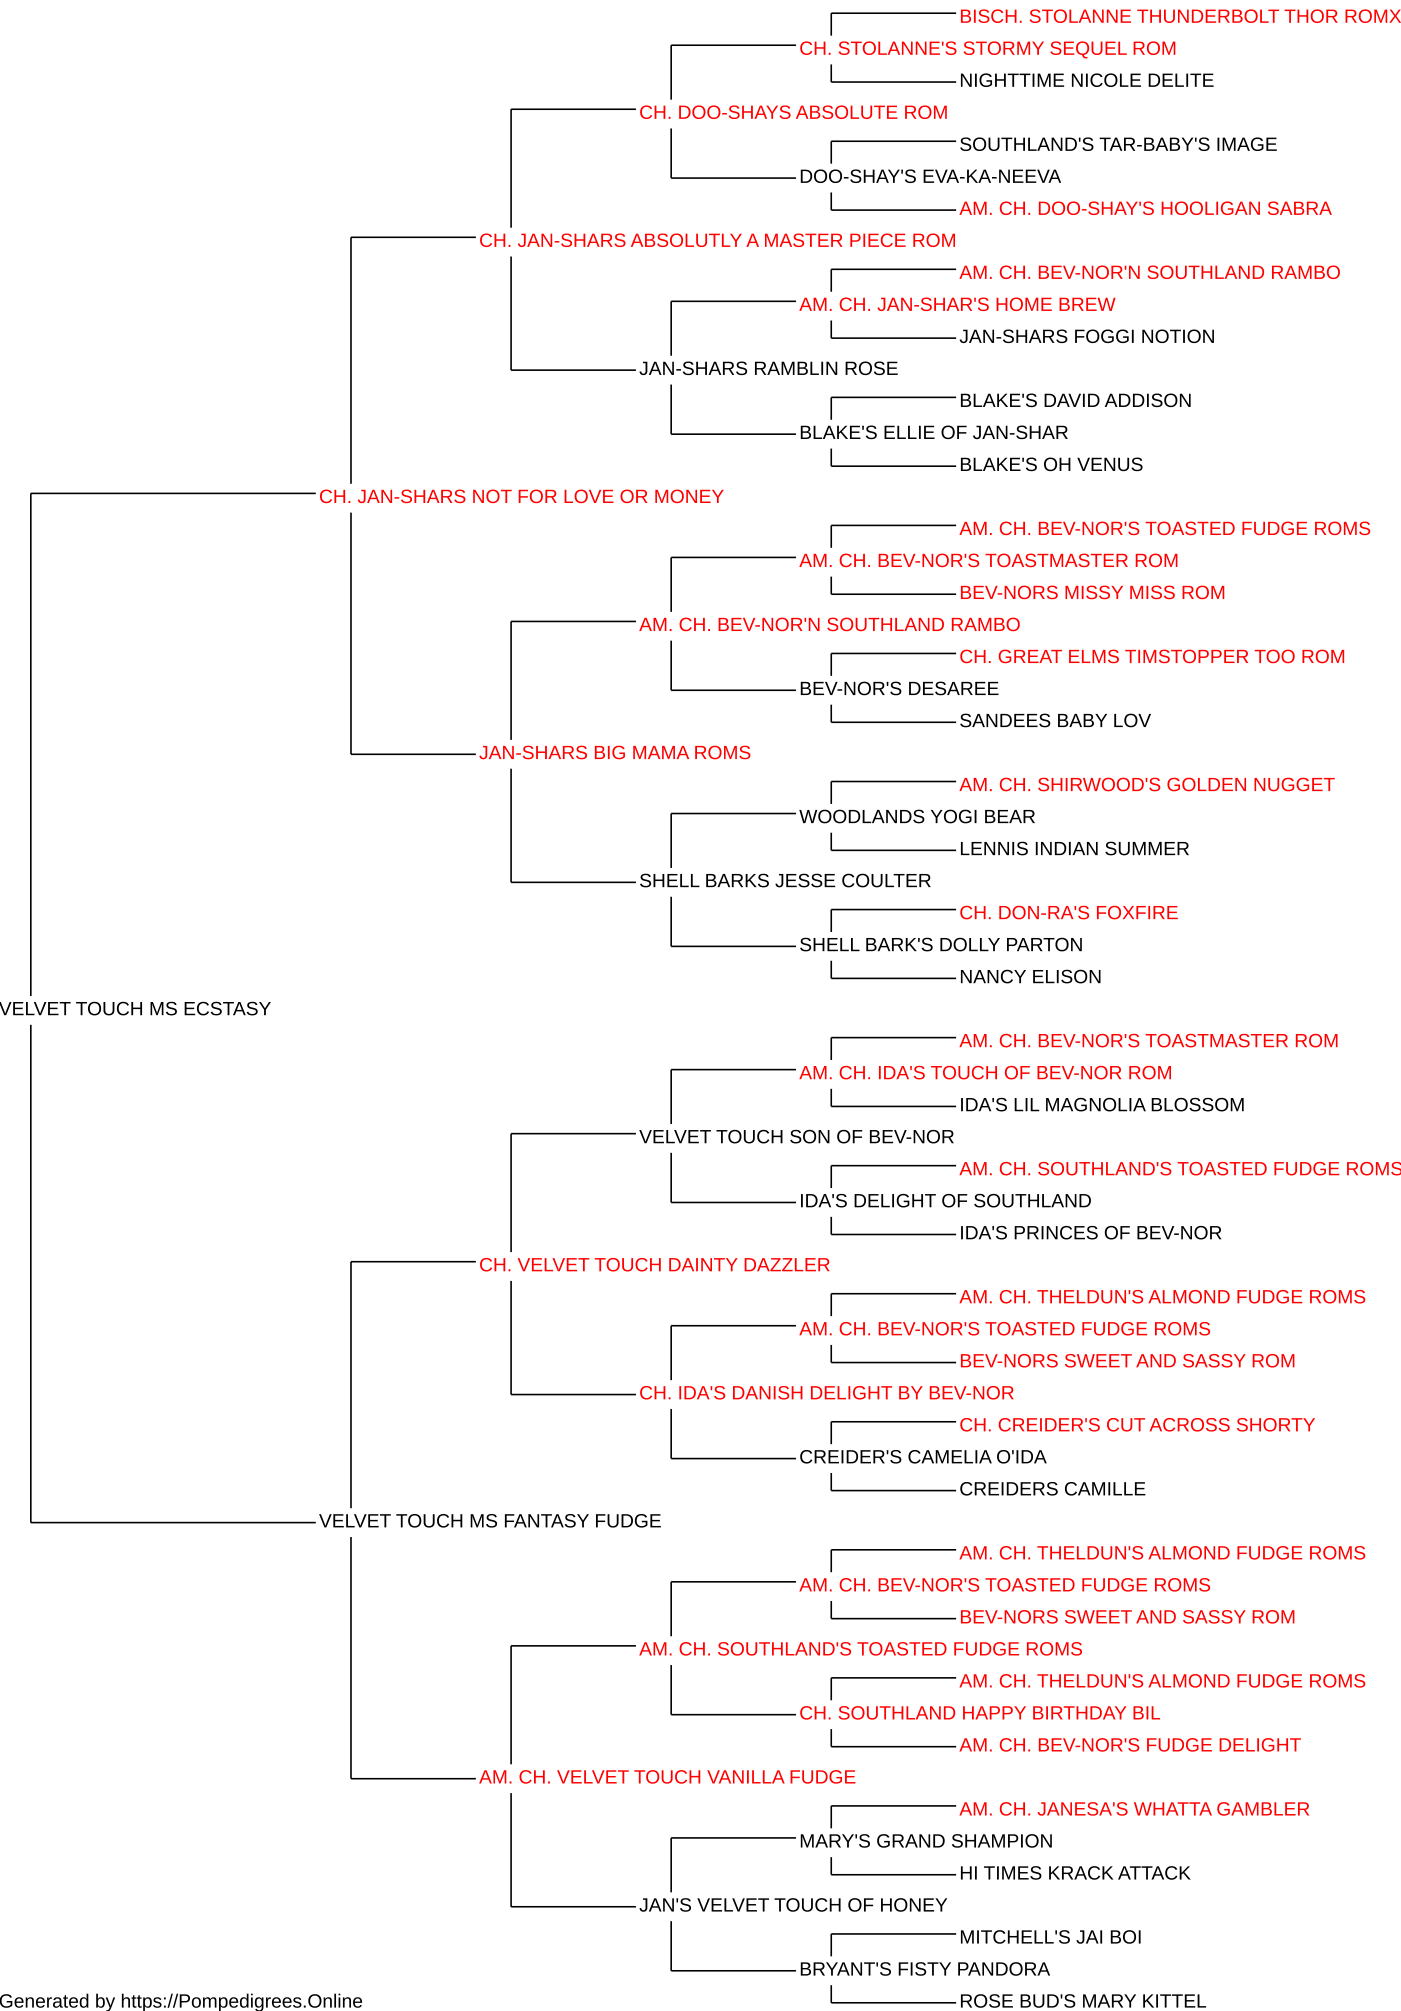 BISCH. STOLANNE THUNDERBOLT THOR ROMX
CH. STOLANNE'S STORMY SEQUEL ROM
NIGHTTIME NICOLE DELITE
CH. DOO-SHAYS ABSOLUTE ROM
SOUTHLAND'S TAR-BABY'S IMAGE
DOO-SHAY'S EVA-KA-NEEVA
AM. CH. DOO-SHAY'S HOOLIGAN SABRA
CH. JAN-SHARS ABSOLUTLY A MASTER PIECE ROM
AM. CH. BEV-NOR'N SOUTHLAND RAMBO
AM. CH. JAN-SHAR'S HOME BREW
JAN-SHARS FOGGI NOTION
JAN-SHARS RAMBLIN ROSE
BLAKE'S DAVID ADDISON
BLAKE'S ELLIE OF JAN-SHAR
BLAKE'S OH VENUS
CH. JAN-SHARS NOT FOR LOVE OR MONEY
AM. CH. BEV-NOR'S TOASTED FUDGE ROMS
AM. CH. BEV-NOR'S TOASTMASTER ROM
BEV-NORS MISSY MISS ROM
AM. CH. BEV-NOR'N SOUTHLAND RAMBO
CH. GREAT ELMS TIMSTOPPER TOO ROM
BEV-NOR'S DESAREE
SANDEES BABY LOV
JAN-SHARS BIG MAMA ROMS
AM. CH. SHIRWOOD'S GOLDEN NUGGET
WOODLANDS YOGI BEAR
LENNIS INDIAN SUMMER
SHELL BARKS JESSE COULTER
CH. DON-RA'S FOXFIRE
SHELL BARK'S DOLLY PARTON
NANCY ELISON
VELVET TOUCH MS ECSTASY
AM. CH. BEV-NOR'S TOASTMASTER ROM
AM. CH. IDA'S TOUCH OF BEV-NOR ROM
IDA'S LIL MAGNOLIA BLOSSOM
VELVET TOUCH SON OF BEV-NOR
AM. CH. SOUTHLAND'S TOASTED FUDGE ROMS
IDA'S DELIGHT OF SOUTHLAND
IDA'S PRINCES OF BEV-NOR
CH. VELVET TOUCH DAINTY DAZZLER
AM. CH. THELDUN'S ALMOND FUDGE ROMS
AM. CH. BEV-NOR'S TOASTED FUDGE ROMS
BEV-NORS SWEET AND SASSY ROM
CH. IDA'S DANISH DELIGHT BY BEV-NOR
CH. CREIDER'S CUT ACROSS SHORTY
CREIDER'S CAMELIA O'IDA
CREIDERS CAMILLE
VELVET TOUCH MS FANTASY FUDGE
AM. CH. THELDUN'S ALMOND FUDGE ROMS
AM. CH. BEV-NOR'S TOASTED FUDGE ROMS
BEV-NORS SWEET AND SASSY ROM
AM. CH. SOUTHLAND'S TOASTED FUDGE ROMS
AM. CH. THELDUN'S ALMOND FUDGE ROMS
CH. SOUTHLAND HAPPY BIRTHDAY BIL
AM. CH. BEV-NOR'S FUDGE DELIGHT
AM. CH. VELVET TOUCH VANILLA FUDGE
AM. CH. JANESA'S WHATTA GAMBLER
MARY'S GRAND SHAMPION
HI TIMES KRACK ATTACK
JAN'S VELVET TOUCH OF HONEY
MITCHELL'S JAI BOI
BRYANT'S FISTY PANDORA
ROSE BUD'S MARY KITTEL
Generated by https://Pompedigrees.Online